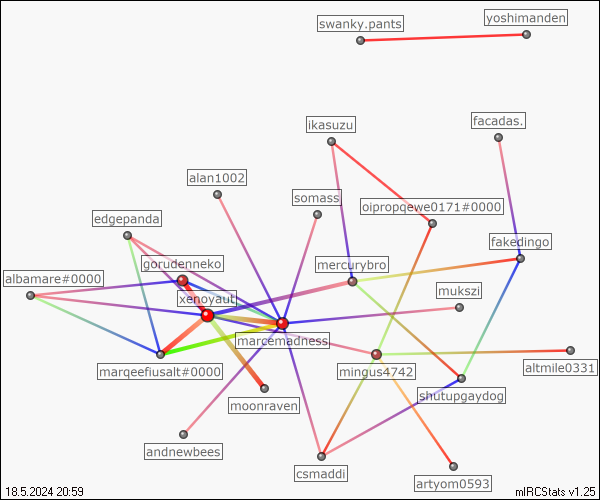 yoshimanden
swanky.pants
facadas.
ikasuzu
alan1002
somass
oipropqewe0171#0000
edgepanda
fakedingo
gorudenneko
mercurybro
albamare#0000
mukszi
xenoyaut
marcemadness
marqeefiusalt#0000
mingus4742
altmile0331
shutupgaydog
moonraven
andnewbees
csmaddi
artyom0593
18.5.2024 20:59
mIRCStats v1.25